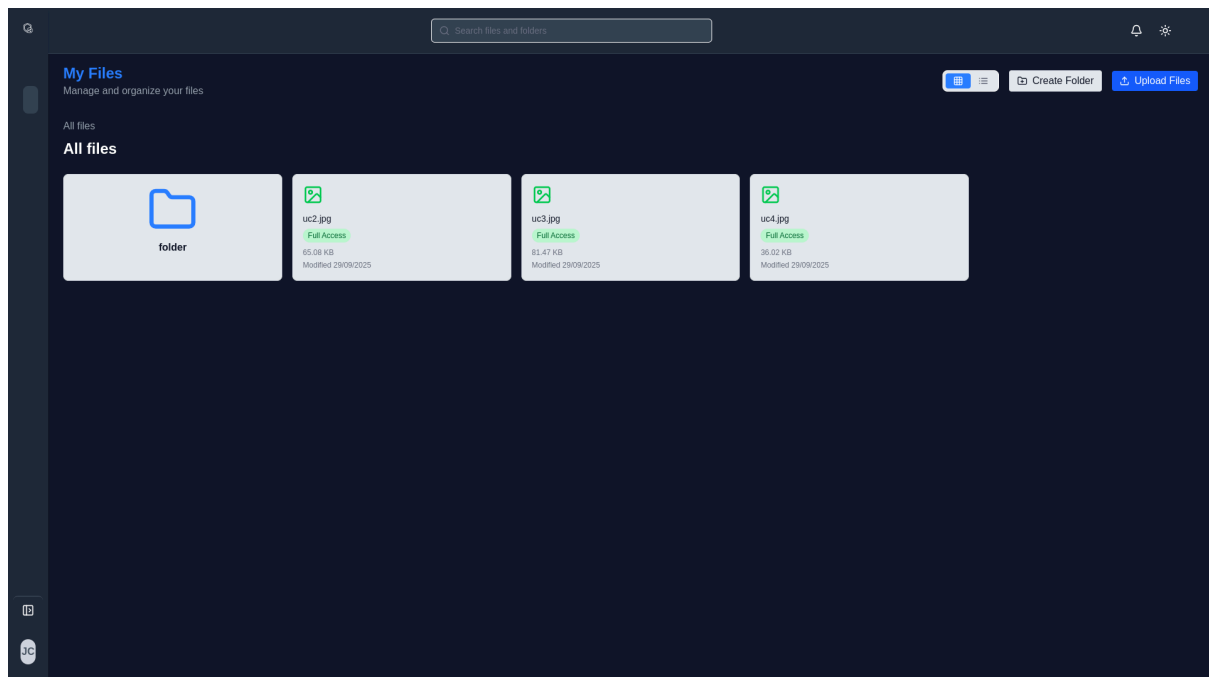 Search files and folders
My Files
Manage and organize your files
Create Folder
Upload Files
All files
All files
folder
uc2.jpg
Full Access
65.08 KB
Modified 29/09/2025
uc3.jpg
Full Access
81.47 KB
Modified 29/09/2025
uc4.jpg
Full Access
36.02 KB
Modified 29/09/2025
JC